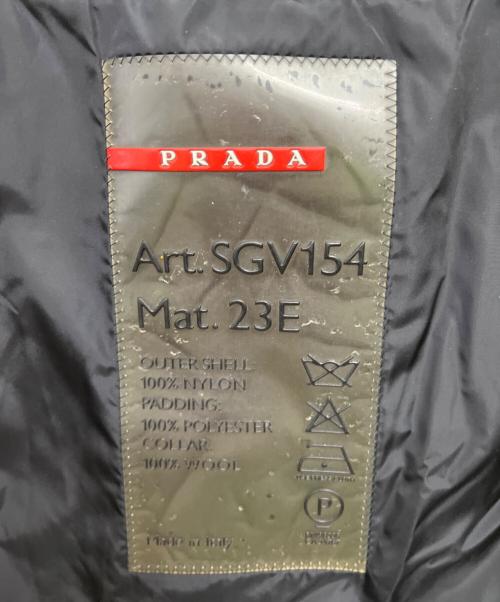 PRADA
Art. SGV154
Mat. 23E
OUTER SHELL:
100% NYLON
PADDING:
100% POLYESTER
COLLAR:
100% WOOL
P
Made in Italy